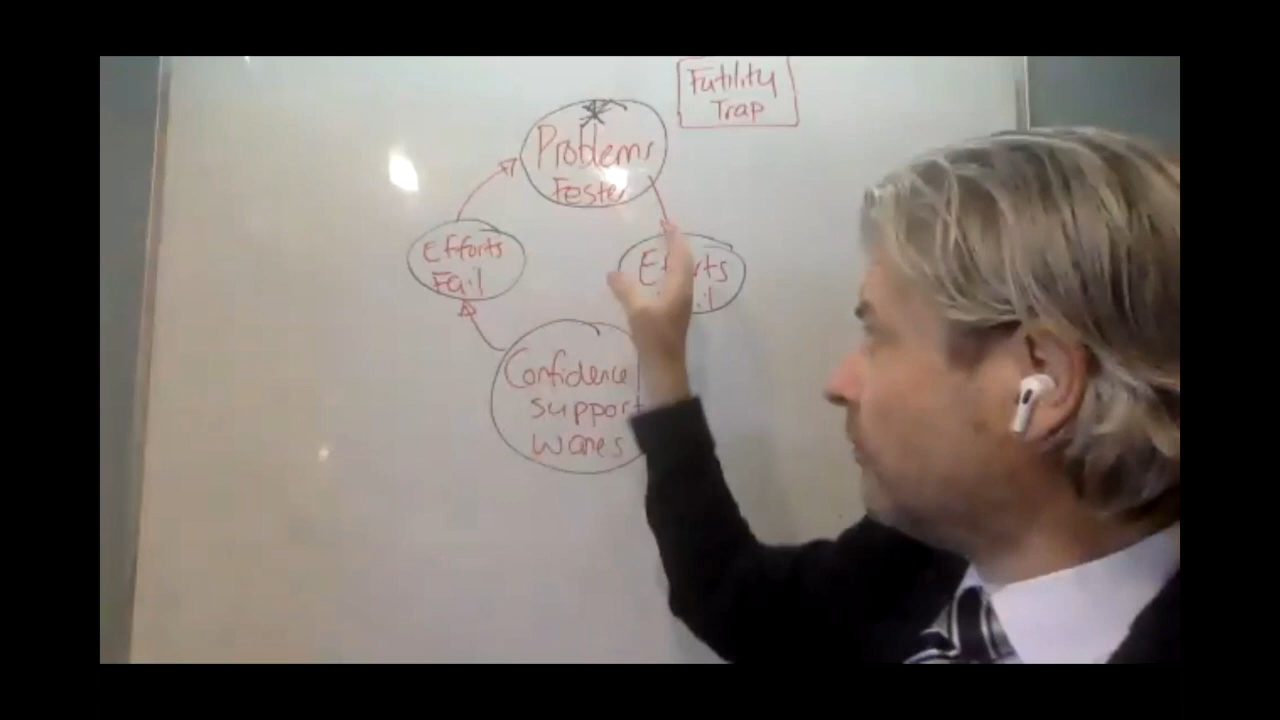 Futility
Trap
Problems
Fester
Efforts
Fail
Confidence
support
wanes